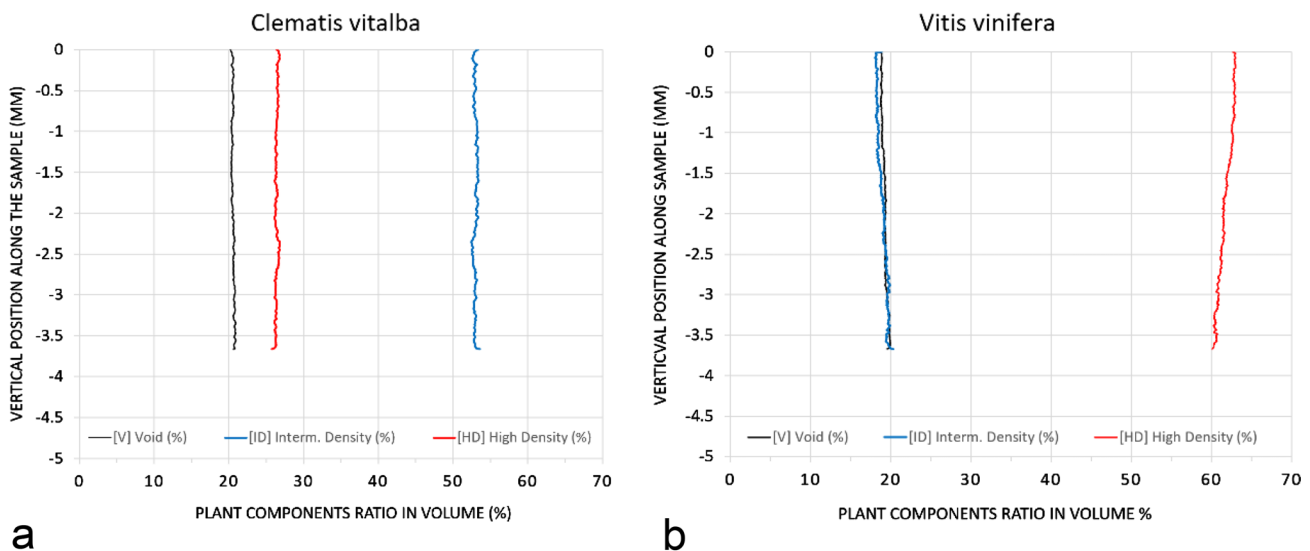 Clematis vitalba
VERTICAL POSITION ALONG THE SAMPLE (MM)
0
-0.5
-1
-1.5
-2
-2.5
-3
-3.5
-4
-4.5
-5
[V] Void (%) [ID] Interm. Density (%) [HD] High Density (%)
0 10 20 30 40 50 60 70
PLANT COMPONENTS RATIO IN VOLUME (%)
a
Vitis vinifera
VERTICVAL POSITION ALONG SAMPLE (MM)
0
-0.5
-1
-1.5
-2
-2.5
-3
-3.5
-4
-4.5
-5
[V] Void (%) [ID] Interm. Density (%) [HD] High Density (%)
0 10 20 30 40 50 60 70
PLANT COMPONENTS RATIO IN VOLUME %
b